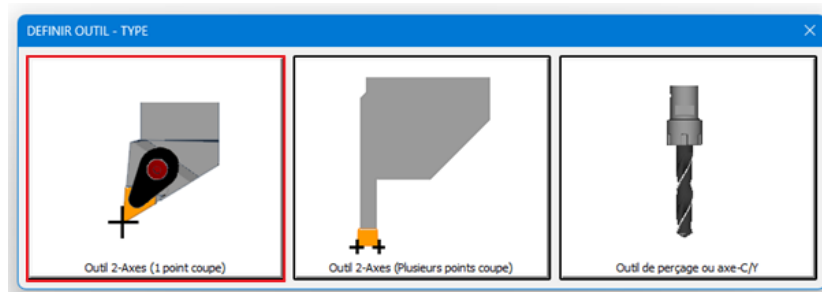 DEFINIR OUTIL - TYPE
Outil 2-Axes (1 point coupe)
Outil 2-Axes (Plusieurs points coupe)
Outil de perçage ou axe-C/Y